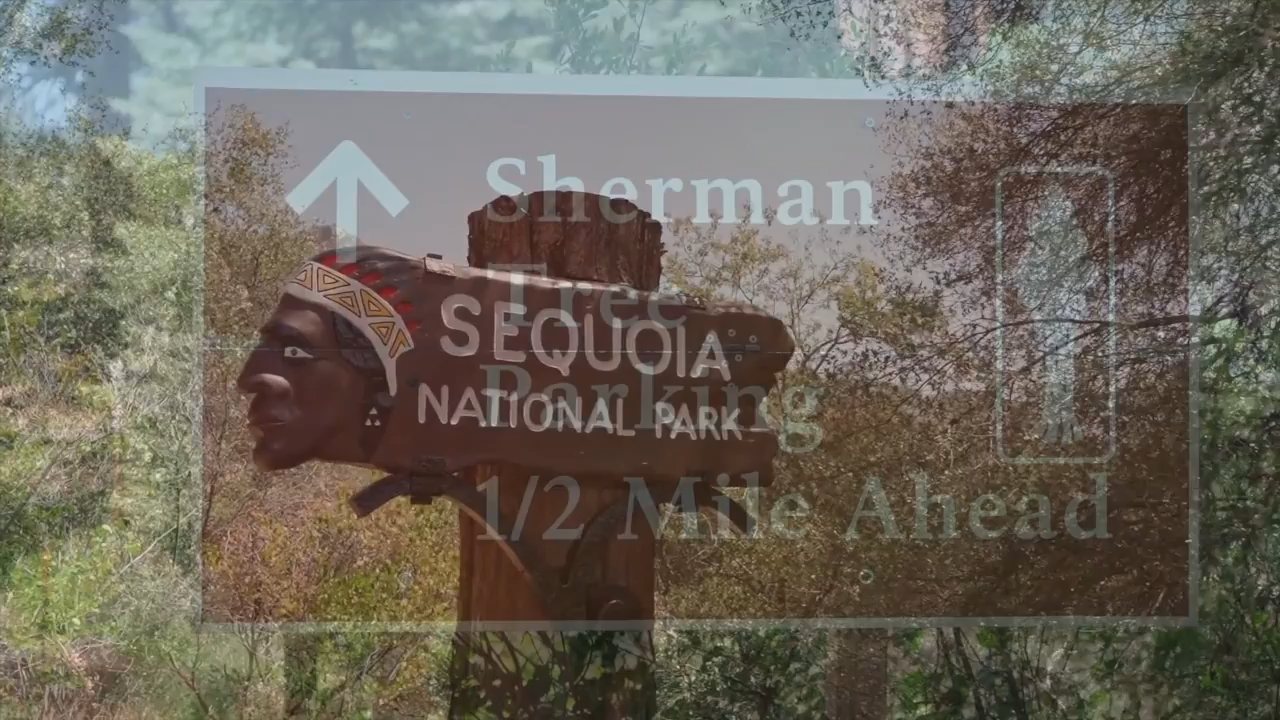 Sherman
Tree
Parking
1/2 Mile Ahead
SEQUOIA
NATIONAL PARK